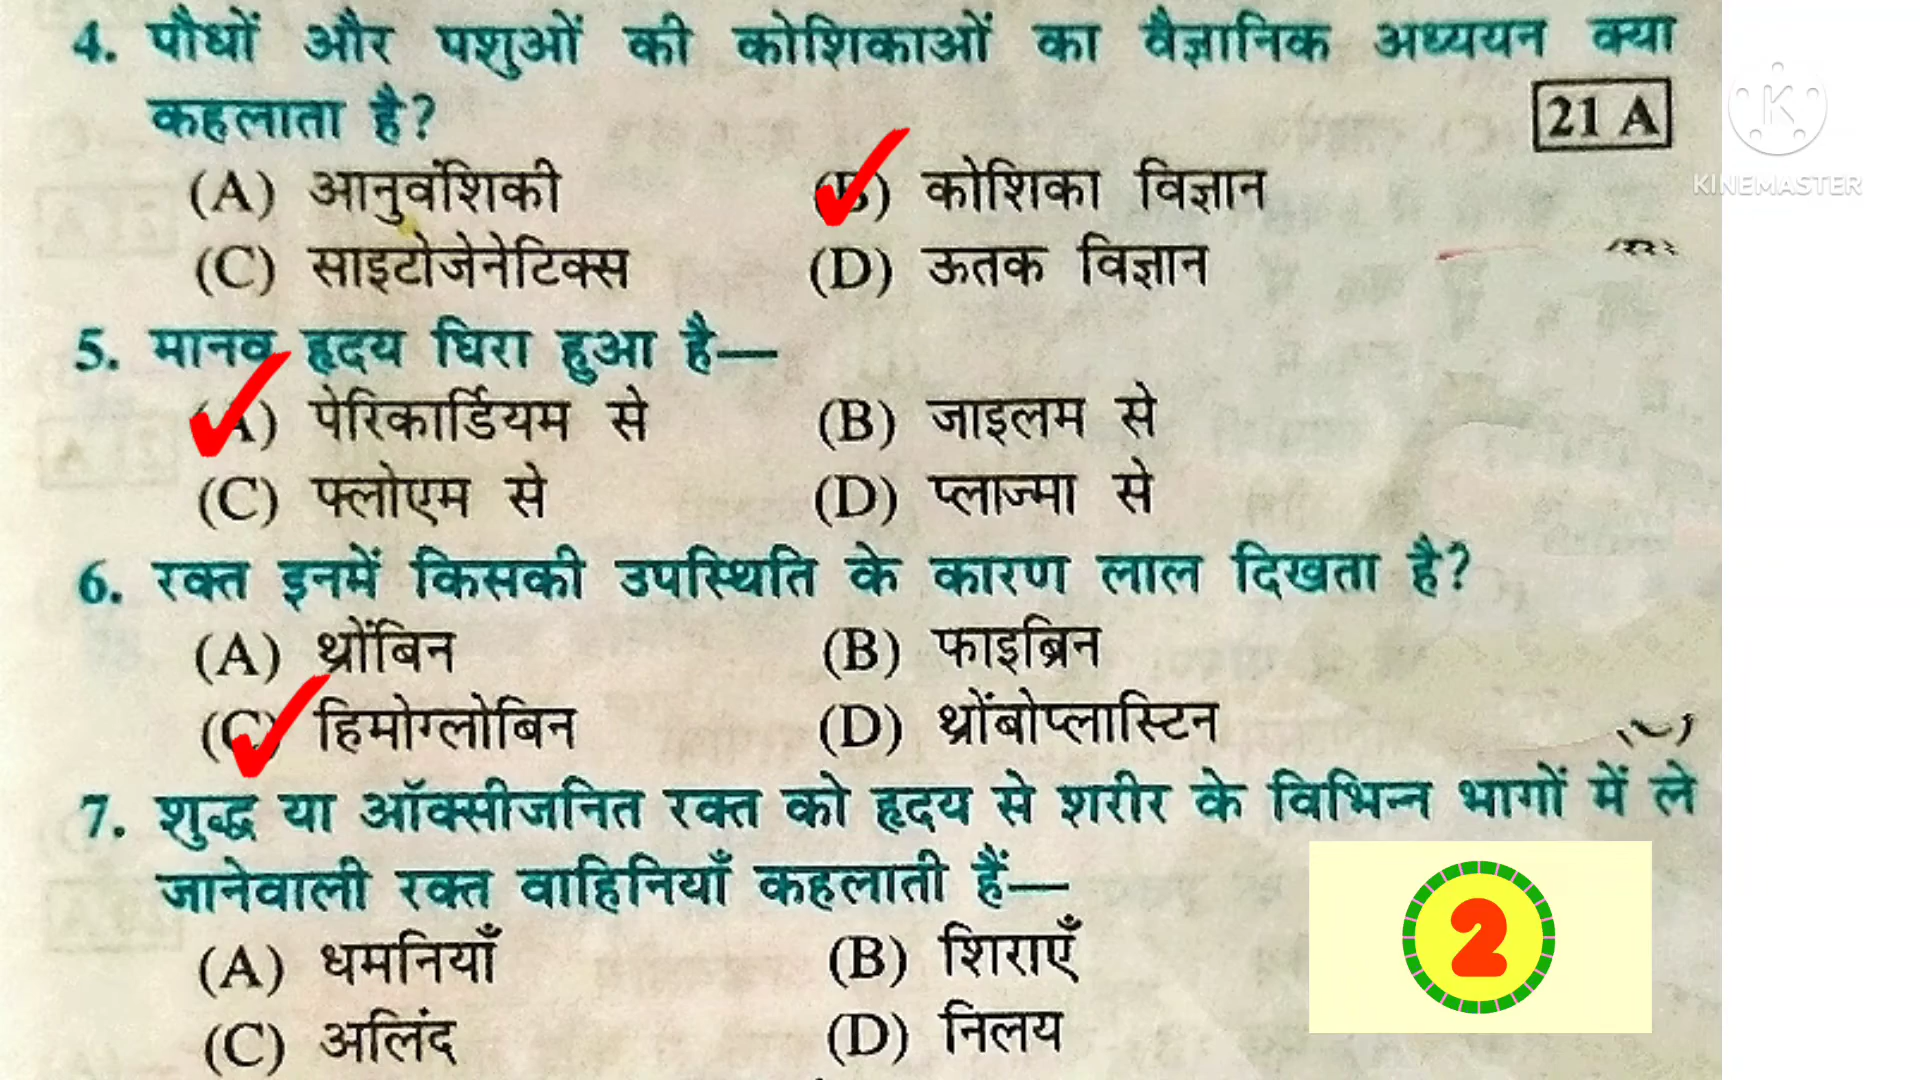 4. पौधों और पशुओं की कोशिकाओं का वैज्ञानिक अध्ययन क्या
कहलाता है?
21 A
KINEMASTER
(A) आनुवंशिकी (B) कोशिका विज्ञान
(C) साइटोजेनेटिक्स (D) ऊतक विज्ञान
5. मानव हृदय घिरा हुआ है—
(A) पेरिकार्डियम से (B) जाइलम से
(C) फ्लोएम से (D) प्लाज्मा से
6. रक्त इनमें किसकी उपस्थिति के कारण लाल दिखता है?
(A) थ्रोंबिन (B) फाइब्रिन
(C) हिमोग्लोबिन (D) थ्रोंबोप्लास्टिन
7. शुद्ध या ऑक्सीजनित रक्त को हृदय से शरीर के विभिन्न भागों में ले
जानेवाली रक्त वाहिनियाँ कहलाती हैं—
(A) धमनियाँ (B) शिराएँ
(C) अलिंद (D) निलय
2